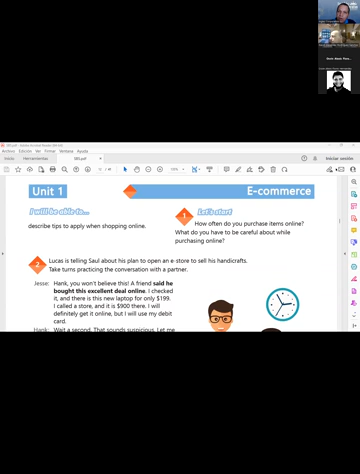 Archivo Edición Ver Firmar Ventana Ayuda
Inicio Herramientas
Iniciar sesión
Unit 1
E-commerce
I will be able to...
describe tips to apply when shopping online.
1 Let's start
How often do you purchase items online?
What do you have to be careful about while
purchasing online?
2 Lucas is telling Saul about his plan to open an e-store to sell his handicrafts.
Take turns practicing the conversation with a partner.
Jesse: Hank, you won't believe this! A friend said he
bought this excellent deal online. I checked
it, and there is this new laptop for only $199.
I called a store, and it is $900 there. I will
definitely get it online, but I will use my debit
card.
Hank: Wait a second. That sounds suspicious. Let me